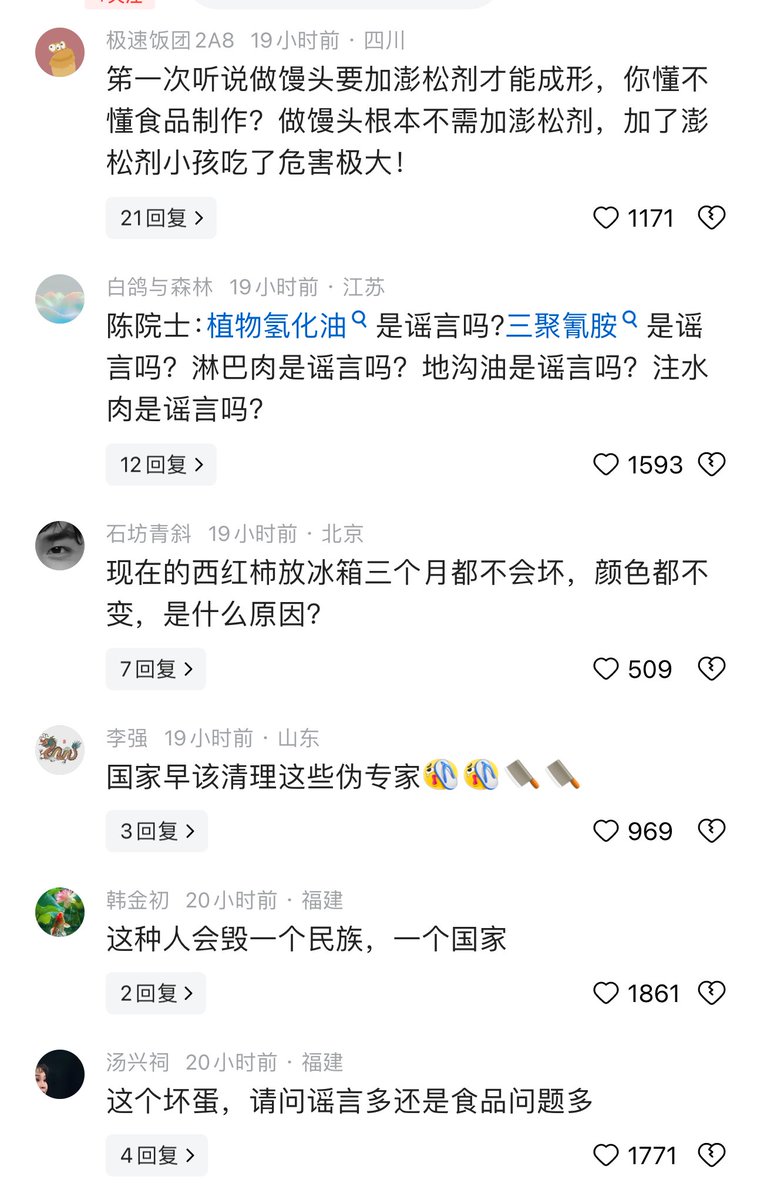 极速饭团2A8 19小时前 · 四川
第一次听说做馒头要加澎松剂才能成形，你懂不
懂食品制作？做馒头根本不需加澎松剂，加了澎
松剂小孩吃了危害极大！
21回复 >
1171
白鸽与森林 19小时前 · 江苏
陈院士：植物氢化油 是谣言吗?三聚氰胺 是谣
言吗？淋巴肉是谣言吗？地沟油是谣言吗？注水
肉是谣言吗？
12回复 >
1593
石坊青斜 19小时前 · 北京
现在的西红柿放冰箱三个月都不会坏，颜色都不
变，是什么原因？
7回复 >
509
李强 19小时前 · 山东
国家早该清理这些伪专家
3回复 >
969
韩金初 20小时前 · 福建
这种人会毁一个民族，一个国家
2回复 >
1861
汤兴祠 20小时前 · 福建
这个坏蛋，请问谣言多还是食品问题多
4回复 >
1771